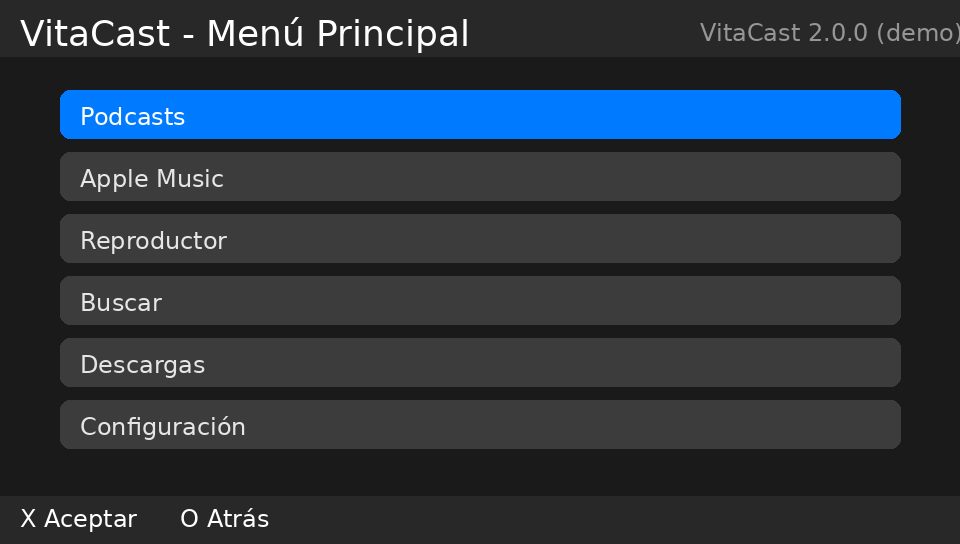 VitaCast - Menú Principal
VitaCast 2.0.0 (demo)
Podcasts
Apple Music
Reproductor
Buscar
Descargas
Configuración
X Aceptar
O Atrás